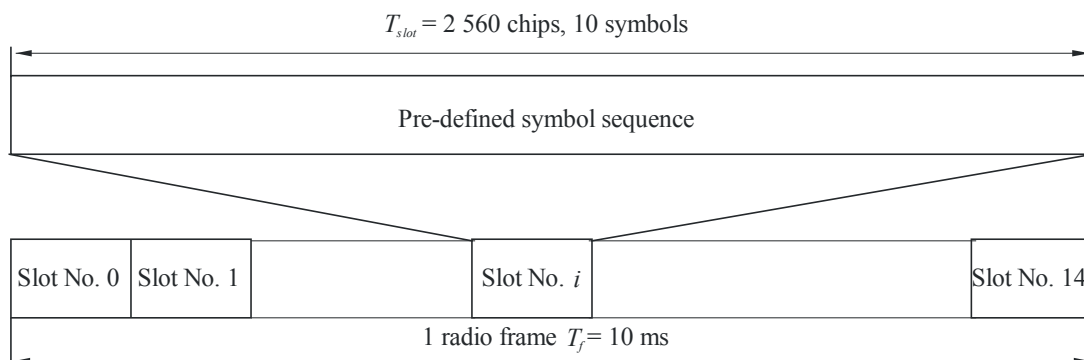 T_slot = 2 560 chips, 10 symbols
Pre-defined symbol sequence
Slot No. 0 Slot No. 1 Slot No. i Slot No. 14
1 radio frame T_f = 10 ms